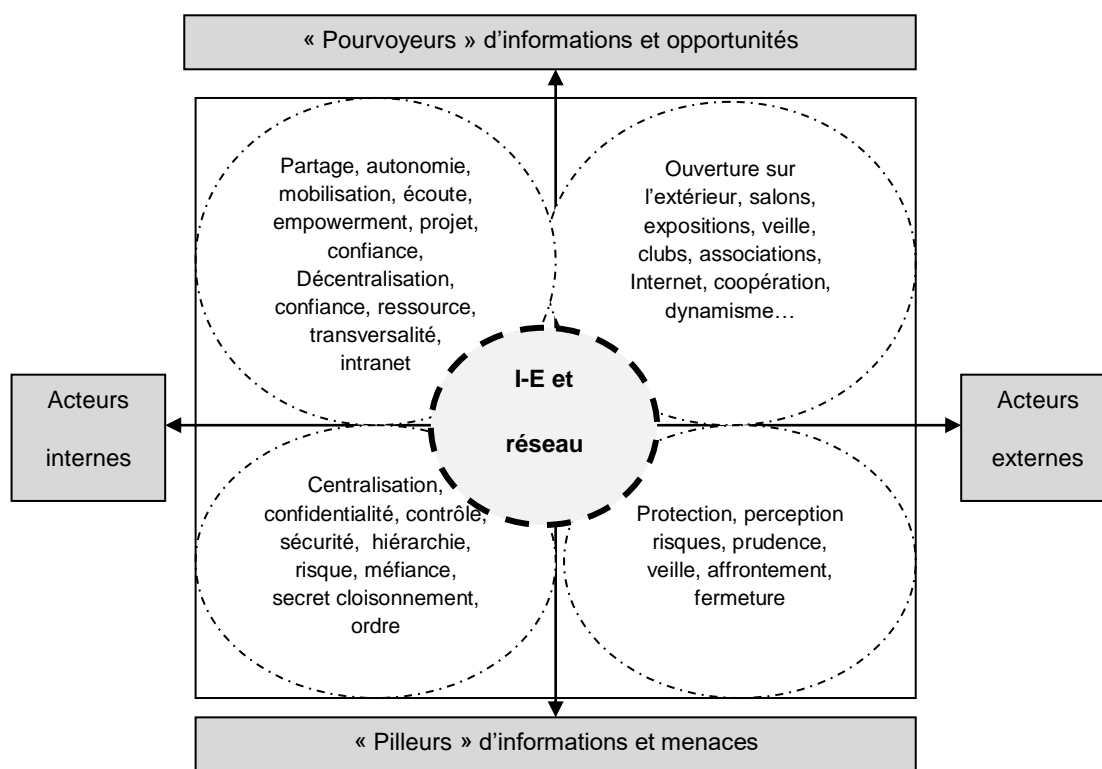 « Pourvoyeurs » d’informations et opportunités
Partage, autonomie,
mobilisation, écoute,
empowerment, projet,
confiance,
Décentralisation,
confiance, ressource,
transversalité,
intranet
Ouverture sur
l’extérieur, salons,
expositions, veille,
clubs, associations,
Internet, coopération,
dynamisme…
I-E et
réseau
Acteurs
internes
Acteurs
externes
Centralisation,
confidentialité, contrôle,
sécurité,  hiérarchie,
risque, méfiance,
secret cloisonnement,
ordre
Protection, perception
risques, prudence,
veille, affrontement,
fermeture
« Pilleurs » d’informations et menaces